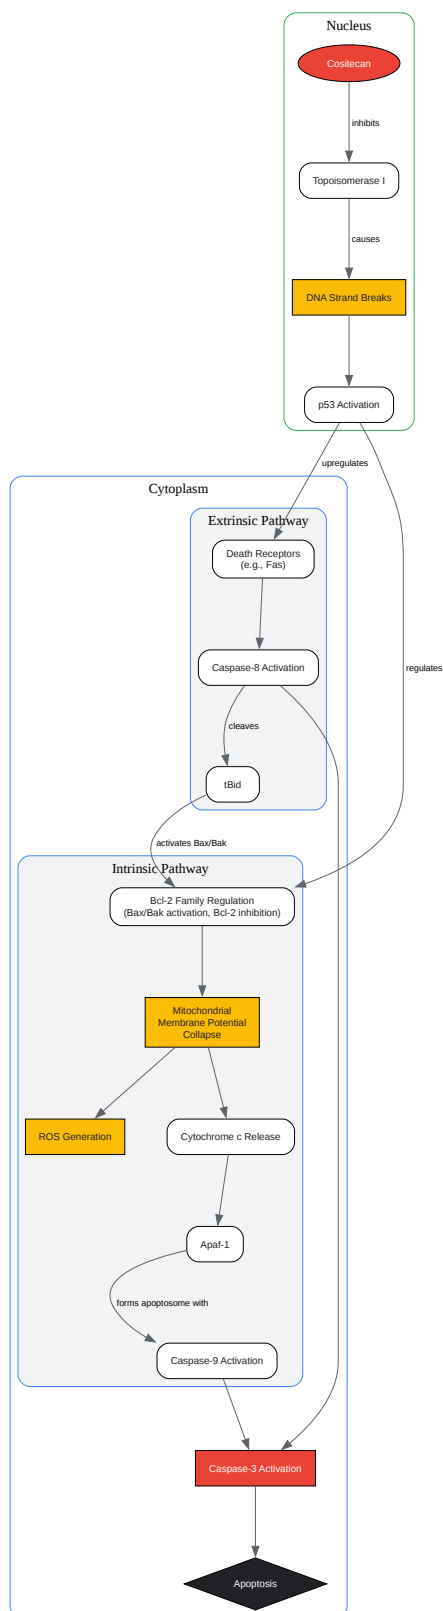 Nucleus
Cositecan
inhibits
Topoisomerase I
causes
DNA Strand Breaks
p53 Activation
upregulates
Cytoplasm
Extrinsic Pathway
Death Receptors
(e.g., Fas)
Caspase-8 Activation
regulates
cleaves
tBid
activates Bax/Bak
Intrinsic Pathway
Bcl-2 Family Regulation
(Bax/Bak activation, Bcl-2 inhibition)
Mitochondrial
Membrane Potential
Collapse
ROS Generation
Cytochrome c Release
Apaf-1
forms apoptosome with
Caspase-9 Activation
Caspase-3 Activation
Apoptosis